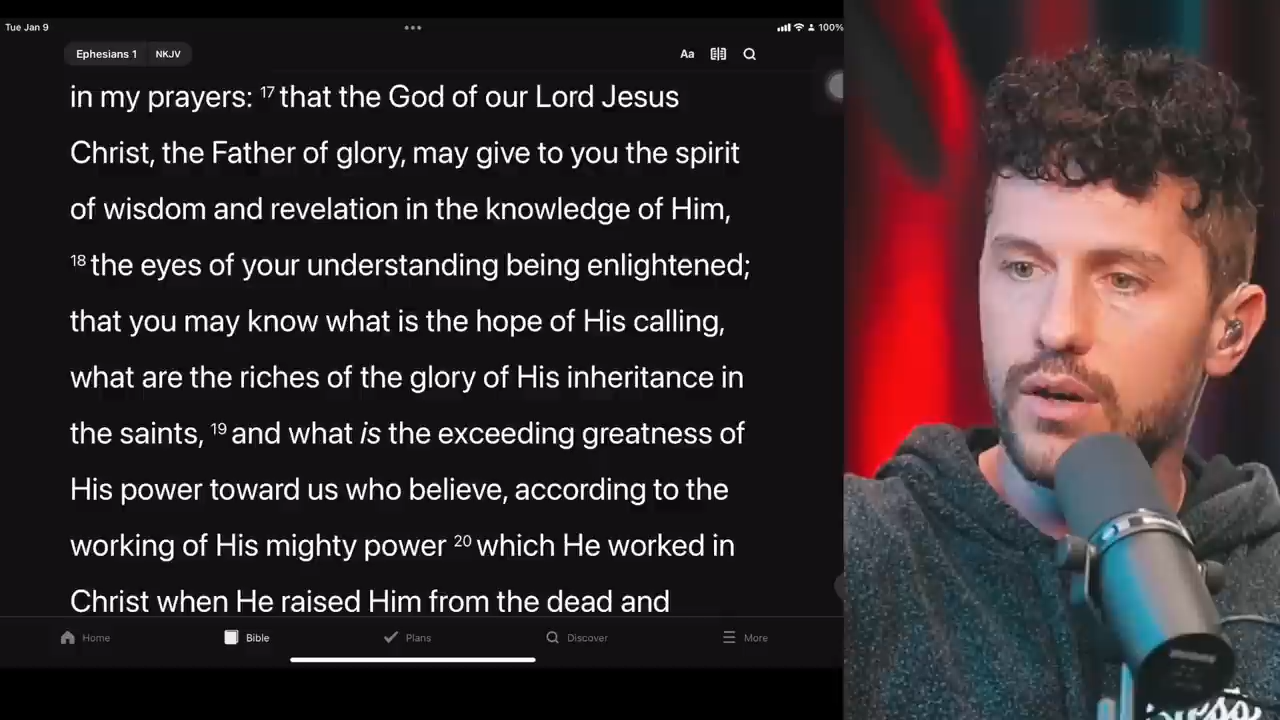 Tue Jan 9
100%
Ephesians 1 NKJV Aa
in my prayers: 17 that the God of our Lord Jesus
Christ, the Father of glory, may give to you the spirit
of wisdom and revelation in the knowledge of Him,
18 the eyes of your understanding being enlightened;
that you may know what is the hope of His calling,
what are the riches of the glory of His inheritance in
the saints, 19 and what is the exceeding greatness of
His power toward us who believe, according to the
working of His mighty power 20 which He worked in
Christ when He raised Him from the dead and
Home Bible Plans Discover More